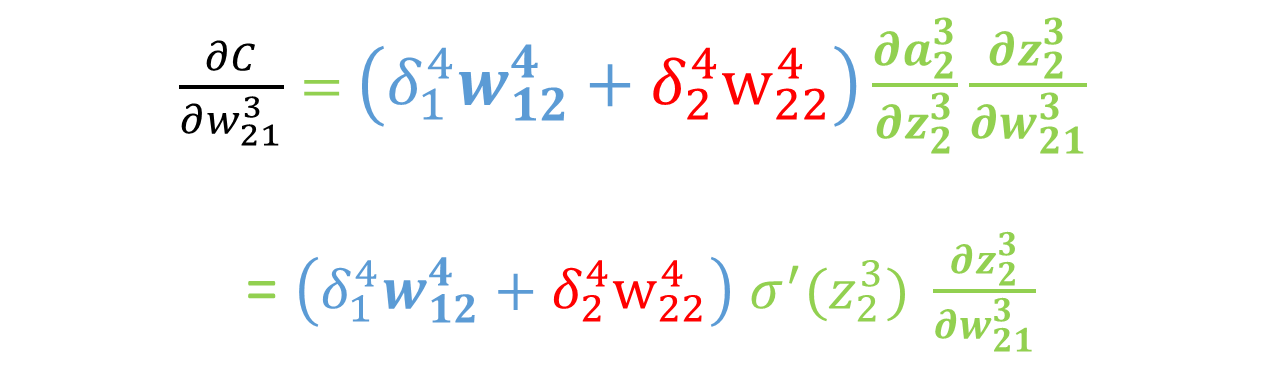 ∂C/∂w³₂₁ = (δ⁴₁w⁴₁₂ + δ⁴₂w⁴₂₂) ∂a³₂/∂z³₂ ∂z³₂/∂w³₂₁
= (δ⁴₁w⁴₁₂ + δ⁴₂w⁴₂₂) σ′(z³₂) ∂z³₂/∂w³₂₁